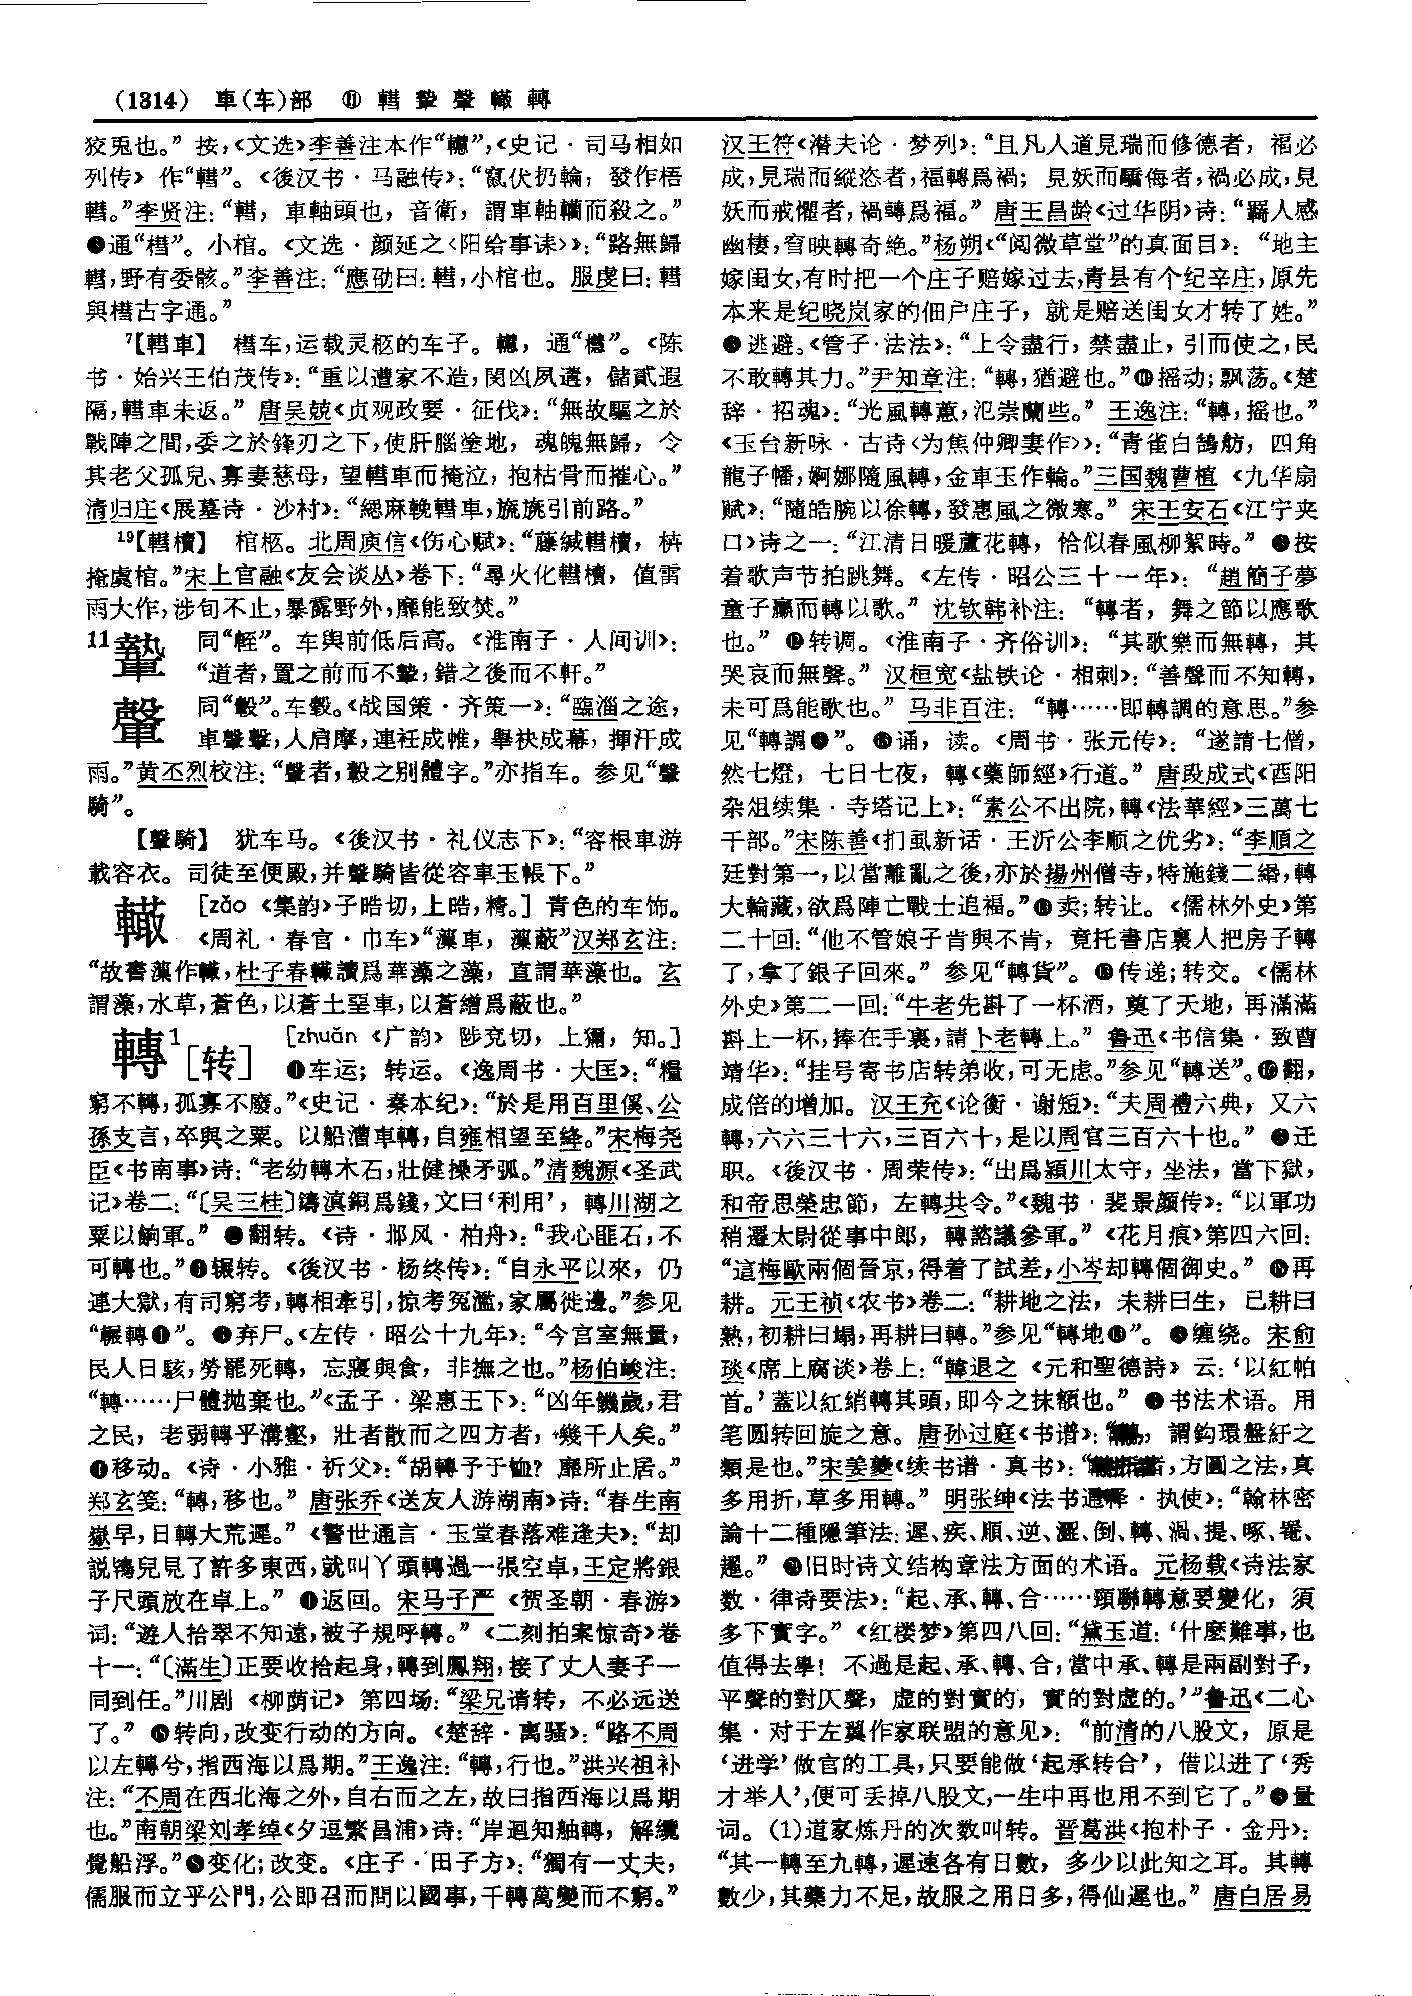 (1314) 車(车)部 ⑪ 轊 𨎌 轚 轈 轉
狡兎也。” 按,《文选》李善注本作“轊”,《史记·司马相如
列传》 作“轊”。《後汉书·马融传》:“竄伏扔輪, 發作梧
轊。”李贤注:“轊, 車軸頭也, 音衛, 謂車軸轊而殺之。”
通“槥”。小棺。《文选·颜延之〈阳给事诔〉》:“路無歸
轊,野有委骸。”李善注:“應劭曰:轊,小棺也。服虔曰:轊
與槥古字通。”
7【轊車】 槥车,运载灵柩的车子。轊, 通“槥”。《陈
书·始兴王伯茂传》:“重以遭家不造,閔凶夙遘, 儲貳遐
隔,轊車未返。” 唐吴兢《贞观政要·征伐》:“無故驅之於
戰陣之間,委之於鋒刃之下,使肝腦塗地, 魂魄無歸, 令
其老父孤兒、寡妻慈母,望轊車而掩泣,抱枯骨而摧心。”
清归庄《展墓诗·沙村》:“緦麻輓轊車,旐旐引前路。”
19【轊櫝】 棺柩。北周庾信《伤心赋》:“藤緘轊櫝, 枿
掩虞棺。”宋上官融《友会谈丛》卷下:“尋火化轊櫝, 值雷
雨大作,涉旬不止,暴露野外,靡能致焚。”
11 同“輊”。车舆前低后高。《淮南子·人间训》:
“道者,置之前而不𨎌,錯之後而不軒。”
同“轂”。车毂。《战国策·齐策一》:“臨淄之途,
車轚擊,人肩摩,連衽成帷,舉袂成幕,揮汗成
雨。”黄丕烈校注:“轚者,轂之别體字。”亦指车。参见“轚
騎”。
【轚騎】 犹车马。《後汉书·礼仪志下》:“容根車游
載容衣。司徒至便殿,并轚騎皆從容車玉帳下。”
[zǎo 《集韵》子晧切,上晧,精。] 青色的车饰。
《周礼·春官·巾车》“藻車, 藻蔽”汉郑玄注:
“故書藻作轈,杜子春轈讀爲華藻之藻, 直謂華藻也。玄
謂藻,水草,蒼色,以蒼土堊車,以蒼繒爲蔽也。”
轉1[转] [zhuǎn 《广韵》 陟兖切, 上獮, 知。]
❶车运; 转运。《逸周书·大匡》:“糧
窮不轉,孤寡不廢。”《史记·秦本纪》:“於是用百里傒、公
孫支言,卒與之粟。以船漕車轉,自雍相望至絳。”宋梅尧
臣《书南事》诗:“老幼轉木石,壯健操矛弧。”清魏源《圣武
记》卷二:“〔吴三桂〕鑄滇銅爲錢,文曰‘利用’, 轉川湖之
粟以餉軍。” ❷翻转。《诗·邶风·柏舟》:“我心匪石,不
可轉也。”❸辗转。《後汉书·杨终传》:“自永平以來, 仍
連大獄,有司窮考,轉相牽引,掠考冤濫,家屬徙邊。”参见
“輾轉❶”。 ❹弃尸。《左传·昭公十九年》:“今宫室無量,
民人日駭,勞罷死轉, 忘寢與食, 非撫之也。”杨伯峻注:
“轉……尸體抛棄也。”《孟子·梁惠王下》:“凶年饑歲,君
之民, 老弱轉乎溝壑, 壯者散而之四方者,幾千人矣。”
❺移动。《诗·小雅·祈父》:“胡轉予于恤? 靡所止居。”
郑玄笺:“轉,移也。” 唐张乔《送友人游湖南》诗:“春生南
嶽早,日轉大荒遲。” 《警世通言·玉堂春落难逢夫》:“却
説鴇兒見了許多東西,就叫丫頭轉過一張空卓,王定將銀
子尺頭放在卓上。” ❻返回。宋马子严 《贺圣朝·春游》
词:“遊人拾翠不知遠,被子規呼轉。” 《二刻拍案惊奇》卷
十一:“〔滿生〕正要收拾起身,轉到鳳翔,接了丈人妻子一
同到任。”川剧 《柳荫记》 第四场:“梁兄请转, 不必远送
了。” ❼转向,改变行动的方向。《楚辞·离骚》:“路不周
以左轉兮,指西海以爲期。”王逸注:“轉,行也。”洪兴祖补
注:“不周在西北海之外,自右而之左,故曰指西海以爲期
也。”南朝梁刘孝绰《夕逗繁昌浦》诗:“岸迴知舳轉, 解纜
覺船浮。”❽变化;改变。《庄子·田子方》:“獨有一丈夫,
儒服而立乎公門,公即召而問以國事,千轉萬變而不窮。”
汉王符《潜夫论·梦列》:“且凡人道見瑞而修德者, 福必
成,見瑞而縱恣者,福轉爲禍; 見妖而驕侮者,禍必成,見
妖而戒懼者,禍轉爲福。” 唐王昌龄《过华阴》诗:“羇人感
幽棲,窅映轉奇絶。”杨朔《“阅微草堂”的真面目》: “地主
嫁闺女,有时把一个庄子赔嫁过去,青县有个纪辛庄,原先
本来是纪晓岚家的佃户庄子, 就是赔送闺女才转了姓。”
❾逃避。《管子·法法》:“上令盡行, 禁盡止, 引而使之,民
不敢轉其力。”尹知章注:“轉,猶避也。”❿摇动;飘荡。《楚
辞·招魂》:“光風轉蕙,氾崇蘭些。” 王逸注:“轉,摇也。”
《玉台新咏·古诗〈为焦仲卿妻作〉》:“青雀白鵠舫, 四角
龍子幡,婀娜隨風轉,金車玉作輪。”三国魏曹植 《九华扇
赋》:“隨皓腕以徐轉,發惠風之微寒。” 宋王安石《江宁夹
口》诗之一:“江清日暖蘆花轉, 恰似春風柳絮時。” ⓫按
着歌声节拍跳舞。《左传·昭公三十一年》: “趙簡子夢
童子臝而轉以歌。” 沈钦韩补注: “轉者, 舞之節以應歌
也。” ⓬转调。《淮南子·齐俗训》: “其歌樂而無轉, 其
哭哀而無聲。” 汉桓宽《盐铁论·相刺》:“善聲而不知轉,
未可爲能歌也。” 马非百注: “轉……即轉調的意思。”参
见“轉調”。 ⓭诵, 读。《周书·张元传》: “遂請七僧,
然七燈, 七日七夜, 轉《藥師經》行道。” 唐段成式《酉阳
杂俎续集·寺塔记上》:“素公不出院,轉《法華經》三萬七
千部。”宋陈善《扪虱新话·王沂公李顺之优劣》:“李順之
廷對第一,以當離亂之後,亦於揚州僧寺,特施錢二緡,轉
大輪藏,欲爲陣亡戰士追福。”⓮卖;转让。《儒林外史》第
二十回:“他不管娘子肯與不肯, 竟托書店裏人把房子轉
了,拿了銀子回來。” 参见“轉貨”。 ⓯传递;转交。《儒林
外史》第二一回:“牛老先斟了一杯酒, 奠了天地, 再滿滿
斟上一杯,捧在手裏,請卜老轉上。” 鲁迅《书信集·致曹
靖华》:“挂号寄书店转弟收,可无虑。”参见“轉送”。⓰翻,
成倍的增加。 汉王充《论衡·谢短》:“夫周禮六典, 又六
轉,六六三十六,三百六十,是以周官三百六十也。” ⓱迁
职。《後汉书·周荣传》:“出爲潁川太守, 坐法, 當下獄,
和帝思榮忠節, 左轉共令。”《魏书·裴景颜传》:“以軍功
稍遷太尉從事中郎, 轉諮議參軍。” 《花月痕》第四六回:
“這梅歐兩個晉京,得着了試差,小岑却轉個御史。” ⓲再
耕。元王祯《农书》卷二:“耕地之法, 未耕曰生, 已耕曰
熟,初耕曰塌,再耕曰轉。”参见“轉地”。 ⓳缠绕。宋俞
琰《席上腐谈》卷上:“韓退之 《元和聖德詩》 云:‘以紅帕
首。’蓋以紅綃轉其頭,即今之抹額也。” ⓴书法术语。用
笔圆转回旋之意。唐孙过庭《书谱》: 謂鈎環盤紆之
類是也。”宋姜夔《续书谱·真书》: 方圓之法,真
多用折,草多用轉。” 明张绅《法书通释·执使》:“翰林密
論十二種隱筆法:遲、疾、順、逆、澀、倒、轉、渦、提、啄、罨、
趯。” 旧时诗文结构章法方面的术语。元杨载《诗法家
数·律诗要法》:“起、承、轉、合……頸聯轉意要變化, 須
多下實字。” 《红楼梦》第四八回:“黛玉道:‘什麽難事,也
值得去學! 不過是起、承、轉、合,當中承、轉是兩副對子,
平聲的對仄聲, 虚的對實的, 實的對虚的。’”鲁迅《二心
集·对于左翼作家联盟的意见》: “前清的八股文, 原是
‘进学’做官的工具,只要能做‘起承转合’, 借以进了‘秀
才举人’,便可丢掉八股文,一生中再也用不到它了。”量
词。(1)道家炼丹的次数叫转。晋葛洪《抱朴子·金丹》:
“其一轉至九轉,遲速各有日數, 多少以此知之耳。其轉
數少,其藥力不足,故服之用日多,得仙遲也。” 唐白居易